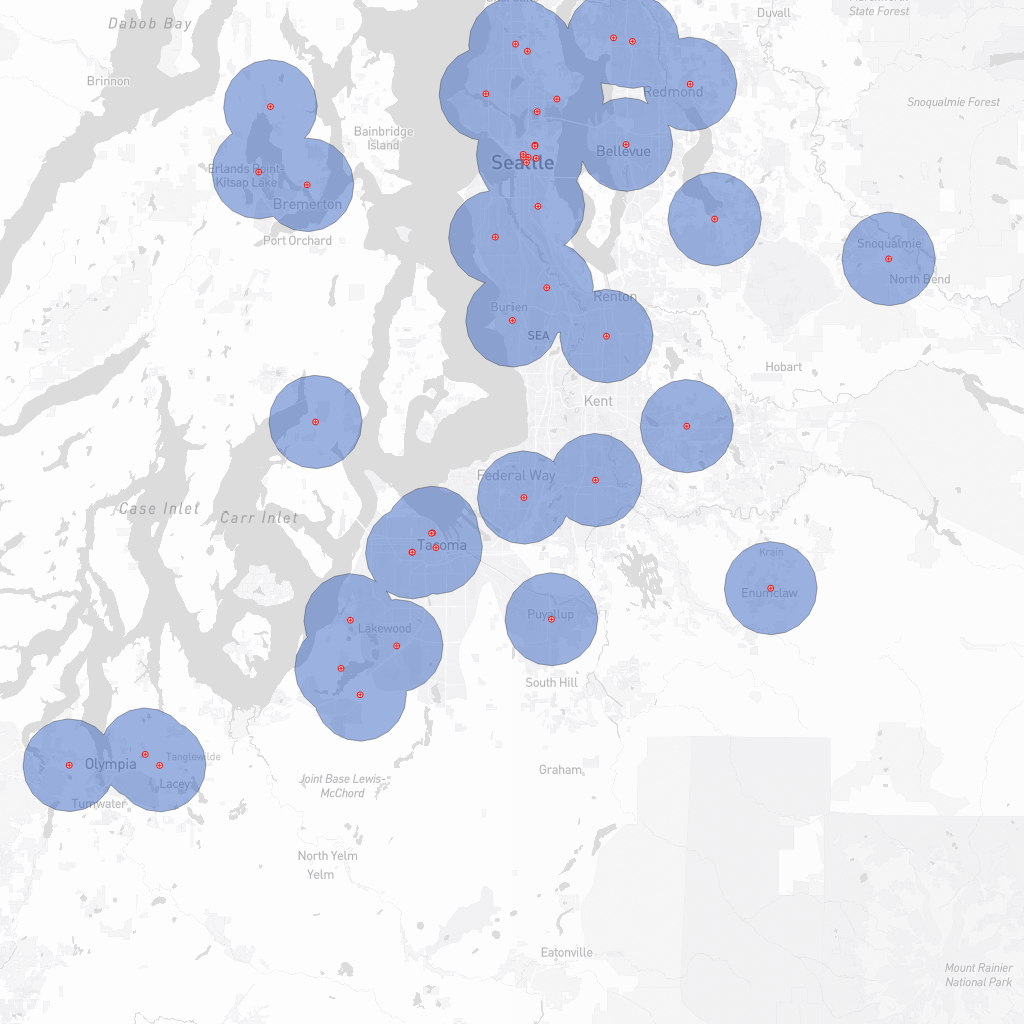 Duvall
State Forest
Dabob Bay
Brinnon
Redmond
Snoqualmie Forest
Bainbridge
Island
Bellevue
Seattle
Erlands Point-
Kitsap Lake
Bremerton
Port Orchard
Snoqualmie
North Bend
Renton
Burien
SEA
Hobart
Kent
Federal Way
Case Inlet
Carr Inlet
Tacoma
Krain
Enumclaw
Puyallup
Lakewood
South Hill
Tanglewilde
Olympia
Lacey
Tumwater
Graham
Joint Base Lewis-
McChord
North Yelm
Yelm
Eatonville
Mount Rainier
National Park